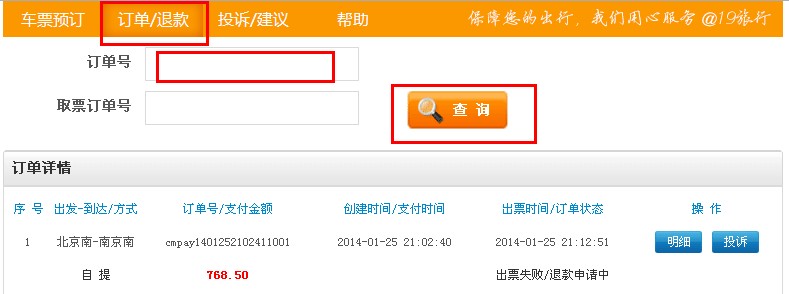 车票预订 订单/退款 投诉/建议 帮助 保障您的出行，我们用心服务 @19旅行
订单号
取票订单号 查 询
订单详情
序 号 出发-到达/方式 订单号/支付金额 创建时间/支付时间 出票时间/订单状态 操 作
1 北京南-南京南 cmpay1401252102411001 2014-01-25 21:02:40 2014-01-25 21:12:51 明细 投诉
自 提 768.50 出票失败/退款申请中